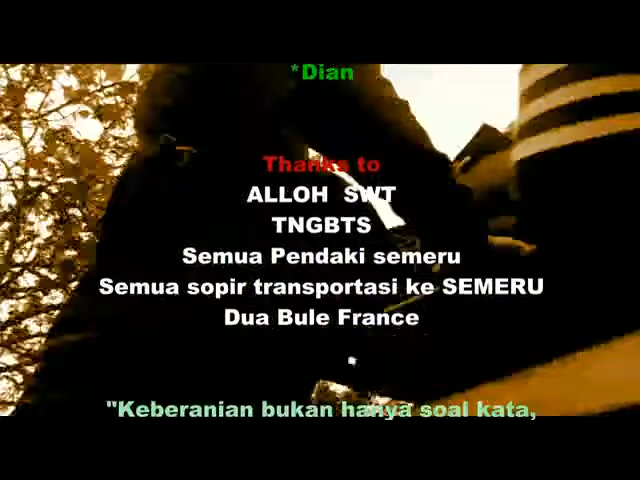 *Dian
Thanks to
ALLOH SWT
TNGBTS
Semua Pendaki semeru
Semua sopir transportasi ke SEMERU
Dua Bule France
"Keberanian bukan hanya soal kata,